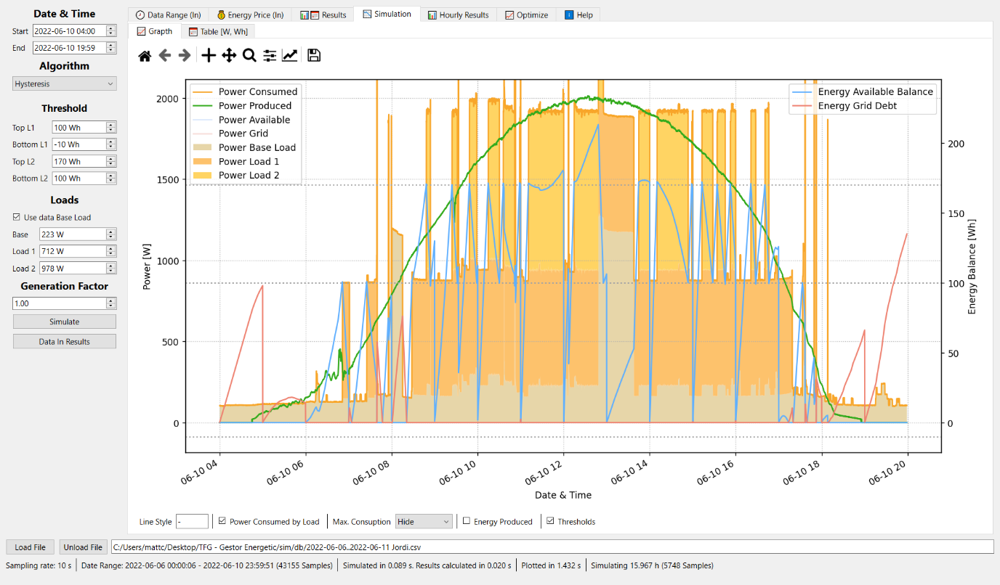 Date & Time
Start 2022-06-10 04:00
End 2022-06-10 19:59
Algorithm
Hysteresis
Threshold
Top L1 100 Wh
Bottom L1 -10 Wh
Top L2 170 Wh
Bottom L2 100 Wh
Loads
Use data Base Load
Base 223 W
Load 1 712 W
Load 2 978 W
Generation Factor
1.00
Simulate
Data In Results
Data Range (In) Energy Price (In) Results Simulation Hourly Results Optimize Help
Grapth Table [W, Wh]
Power Consumed
Power Produced
Power Available
Power Grid
Power Base Load
Power Load 1
Power Load 2
Energy Available Balance
Energy Grid Debt
Power [W]
2000
1500
1000
500
0
Energy Balance [Wh]
200
150
100
50
0
06-10 04 06-10 06 06-10 08 06-10 10 06-10 12 06-10 14 06-10 16 06-10 18 06-10 20
Date & Time
Line Style - Power Consumed by Load Max. Consuption Hide Energy Produced Thresholds
Load File Unload File C:/Users/mattc/Desktop/TFG - Gestor Energetic/sim/db/2022-06-06..2022-06-11 Jordi.csv
Sampling rate: 10 s Date Range: 2022-06-06 00:00:06 - 2022-06-10 23:59:51 (43155 Samples) Simulated in 0.089 s. Results calculated in 0.020 s Plotted in 1.432 s Simulating 15.967 h (5748 Samples)